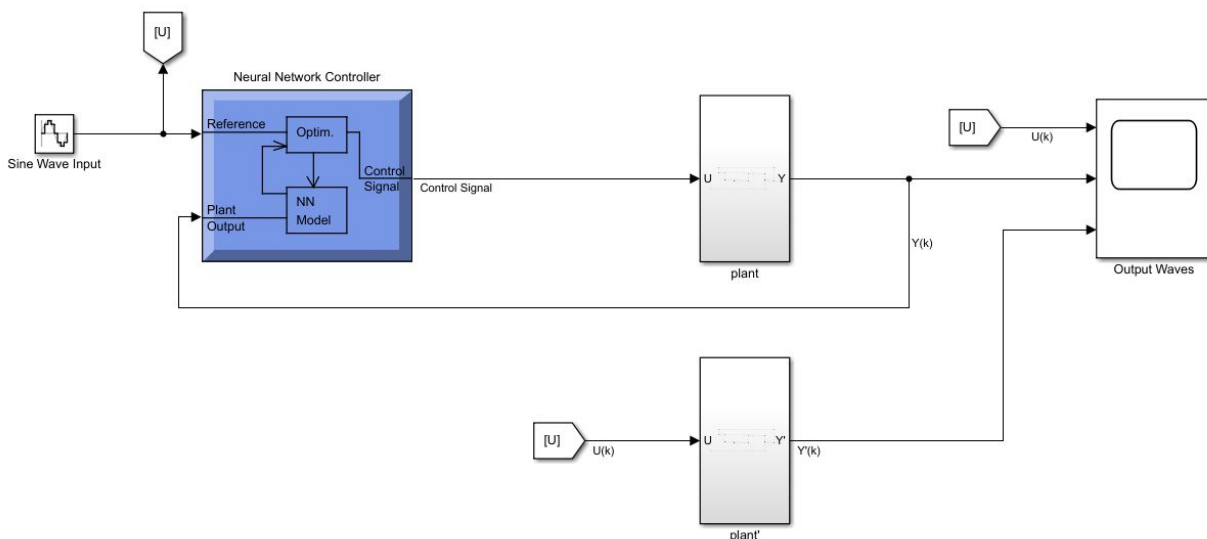 [U]
Neural Network Controller
Sine Wave Input
Reference
Optim.
Control
Signal
Control Signal
Plant
Output
NN
Model
U
Y
plant
Y(k)
[U]
U(k)
Output Waves
[U]
U(k)
U
Y'
Y'(k)
plant'